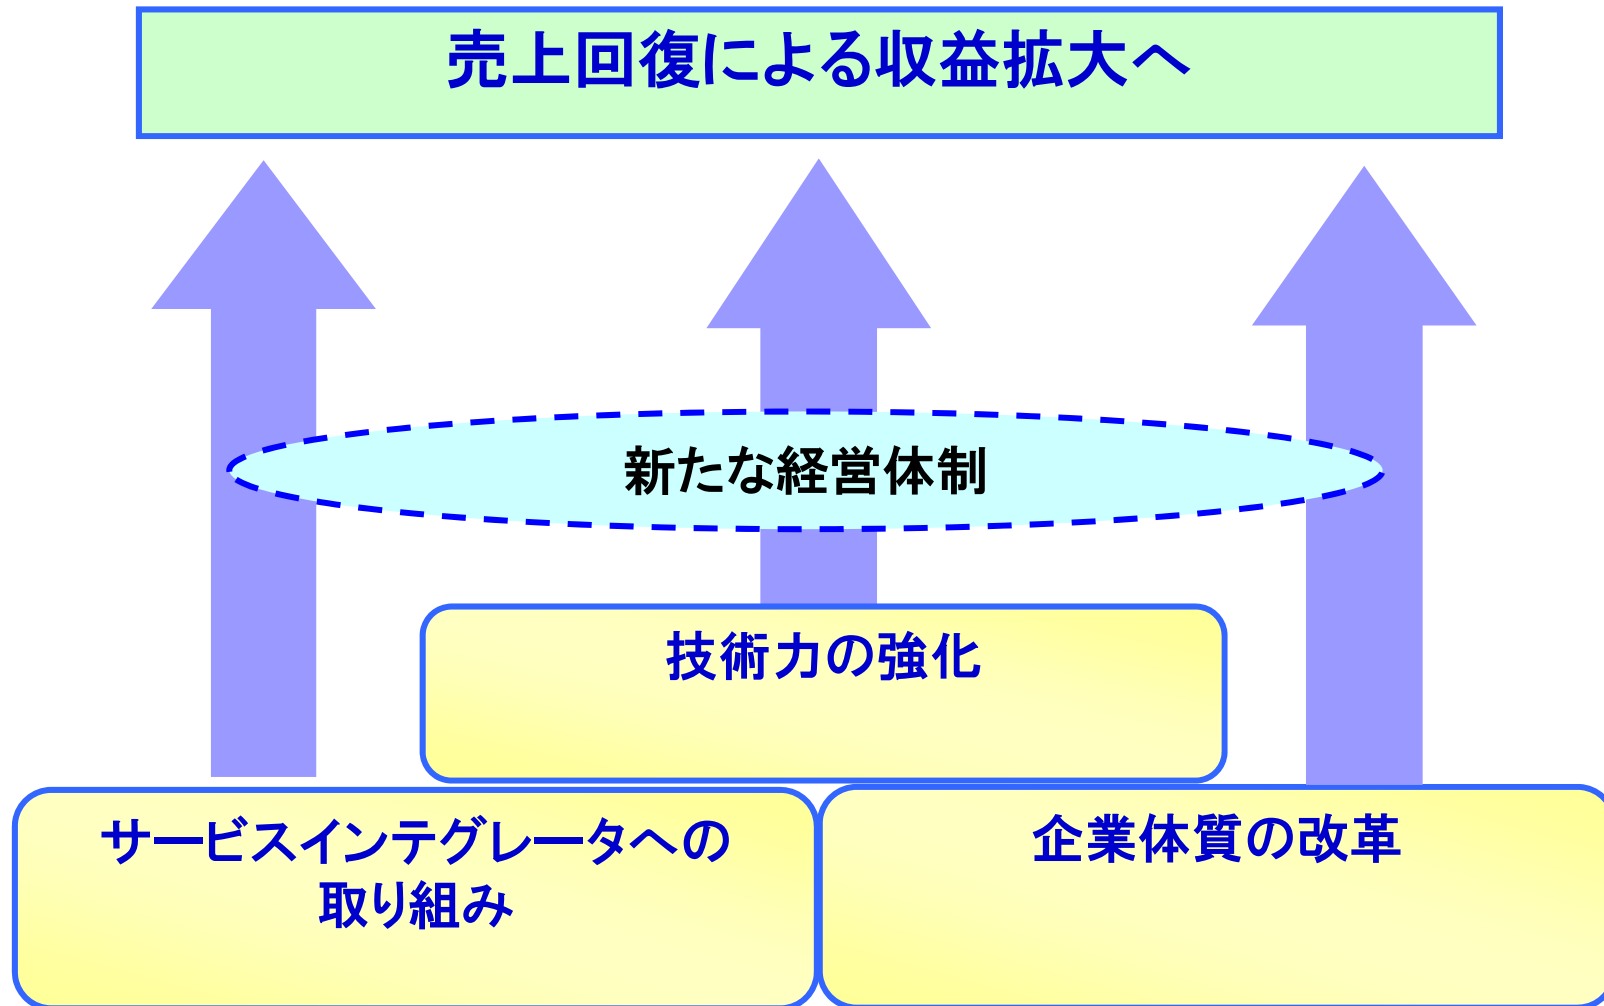 売上回復による収益拡大へ
新たな経営体制
技術力の強化
サービスインテグレータへの
取り組み
企業体質の改革